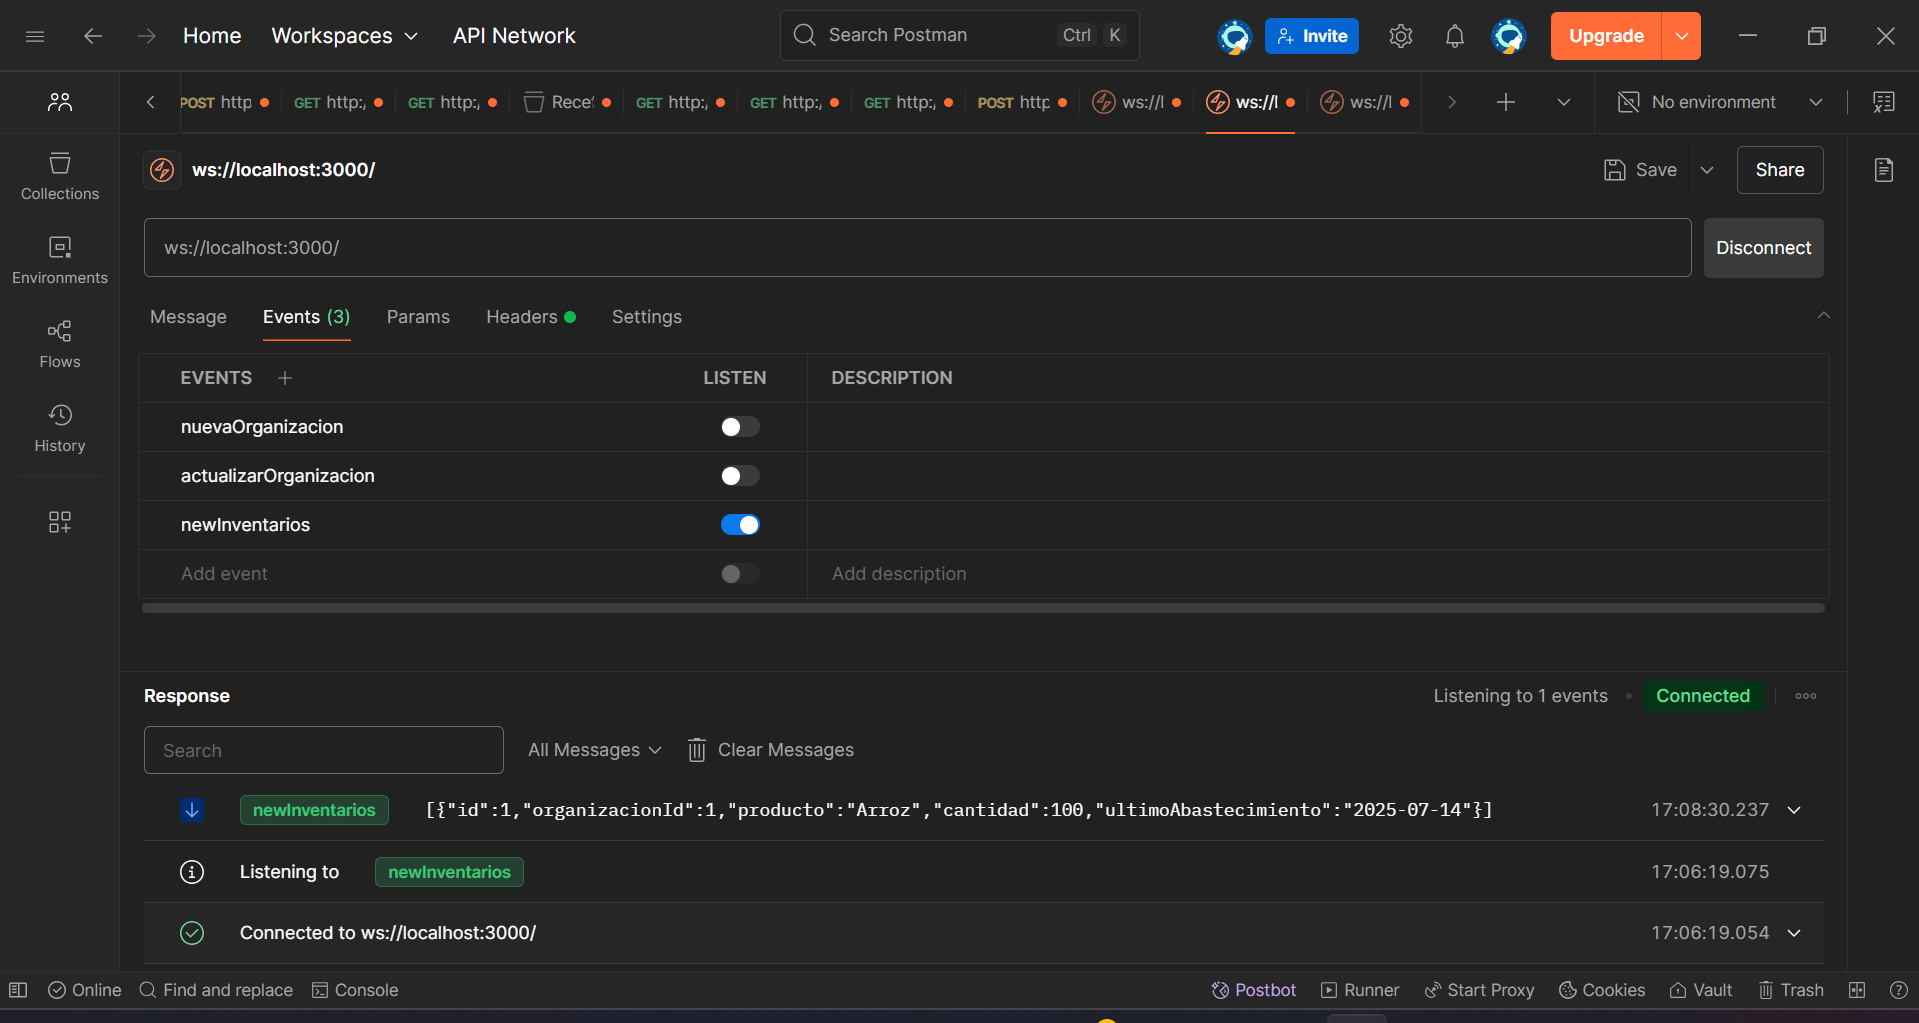 Home Workspaces API Network Search Postman Ctrl K Invite Upgrade
POST http GET http:/ GET http:/ Recet GET http:/ GET http:/ GET http:/ POST http ws://l ws://l ws://l No environment
ws://localhost:3000/ Save Share
Collections
ws://localhost:3000/ Disconnect
Environments
Message Events (3) Params Headers Settings
Flows
EVENTS LISTEN DESCRIPTION
nuevaOrganizacion
History
actualizarOrganizacion
newInventarios
Add event Add description
Response Listening to 1 events Connected
Search All Messages Clear Messages
newInventarios [{"id":1,"organizacionId":1,"producto":"Arroz","cantidad":100,"ultimoAbastecimiento":"2025-07-14"}] 17:08:30.237
Listening to newInventarios 17:06:19.075
Connected to ws://localhost:3000/ 17:06:19.054
Online Find and replace Console Postbot Runner Start Proxy Cookies Vault Trash